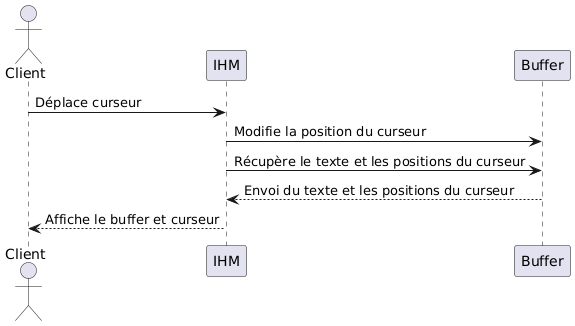 Client
IHM
Buffer
Déplace curseur
Modifie la position du curseur
Récupère le texte et les positions du curseur
Envoi du texte et les positions du curseur
Affiche le buffer et curseur
Client
IHM
Buffer